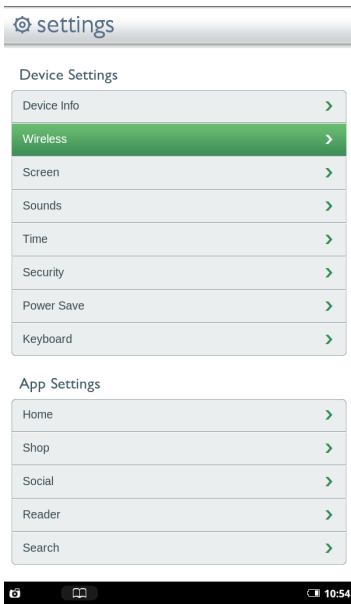 settings
Device Settings
Device Info
Wireless
Screen
Sounds
Time
Security
Power Save
Keyboard
App Settings
Home
Shop
Social
Reader
Search
10:54